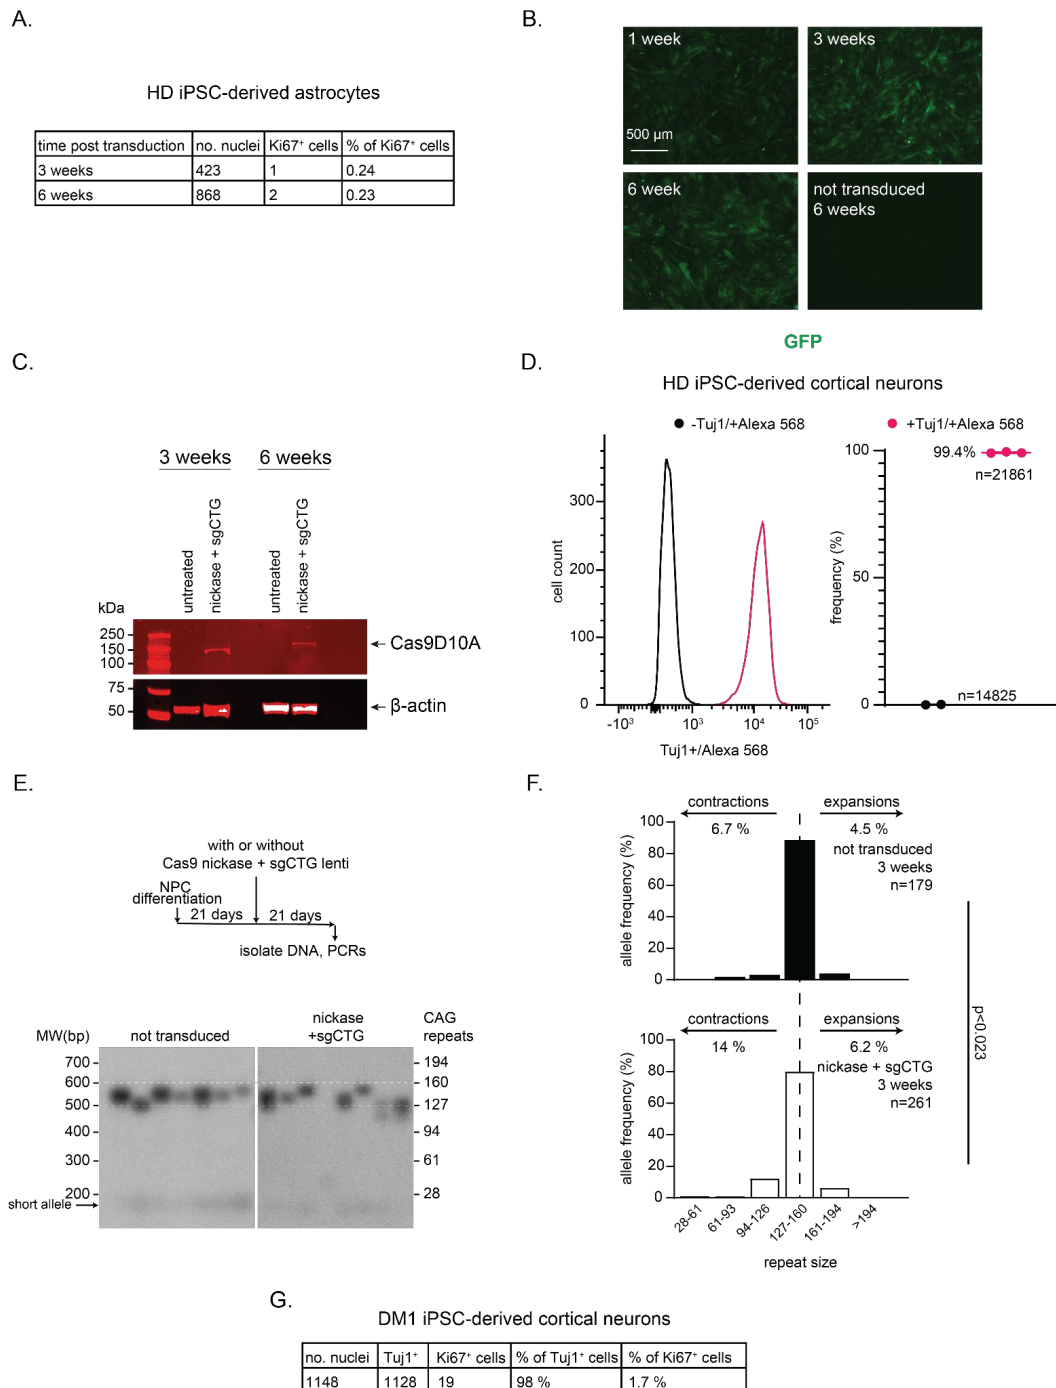 A.
HD iPSC-derived astrocytes
time post transduction no. nuclei Ki67+ cells % of Ki67+ cells
3 weeks 423 1 0.24
6 weeks 868 2 0.23
B.
1 week
3 weeks
500 µm
6 week
not transduced
6 weeks
GFP
C.
3 weeks 6 weeks
untreated
nickase + sgCTG
untreated
nickase + sgCTG
kDa
250
150
100
Cas9D10A
75
50
β-actin
D.
HD iPSC-derived cortical neurons
-Tuj1/+Alexa 568
+Tuj1/+Alexa 568
cell count
300
200
100
0
-10³ 10³ 10⁴ 10⁵
Tuj1+/Alexa 568
frequency (%)
100
50
0
99.4%
n=21861
n=14825
E.
with or without
Cas9 nickase + sgCTG lenti
NPC
differentiation
21 days 21 days
isolate DNA, PCRs
MW(bp)
not transduced
nickase
+sgCTG
CAG
repeats
700
600
500
400
300
200
short allele
194
160
127
94
61
28
F.
contractions expansions
6.7 % 4.5 %
not transduced
3 weeks
n=179
allele frequency (%)
100
80
60
40
20
0
contractions expansions
14 % 6.2 %
nickase + sgCTG
3 weeks
n=261
allele frequency (%)
100
80
60
40
20
0
28-61 61-93 94-126 127-160 161-194 >194
repeat size
p<0.023
G.
DM1 iPSC-derived cortical neurons
no. nuclei Tuj1+ Ki67+ cells % of Tuj1+ cells % of Ki67+ cells
1148 1128 19 98 % 1.7 %